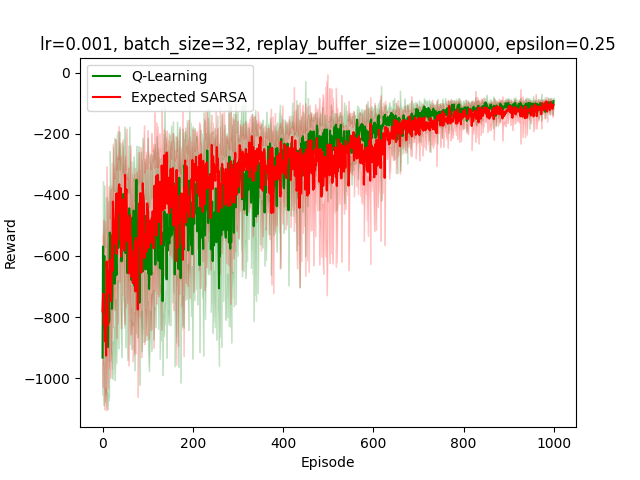 lr=0.001, batch_size=32, replay_buffer_size=1000000, epsilon=0.25
Q-Learning
Expected SARSA
0
−200
−400
−600
−800
−1000
Reward
0 200 400 600 800 1000
Episode